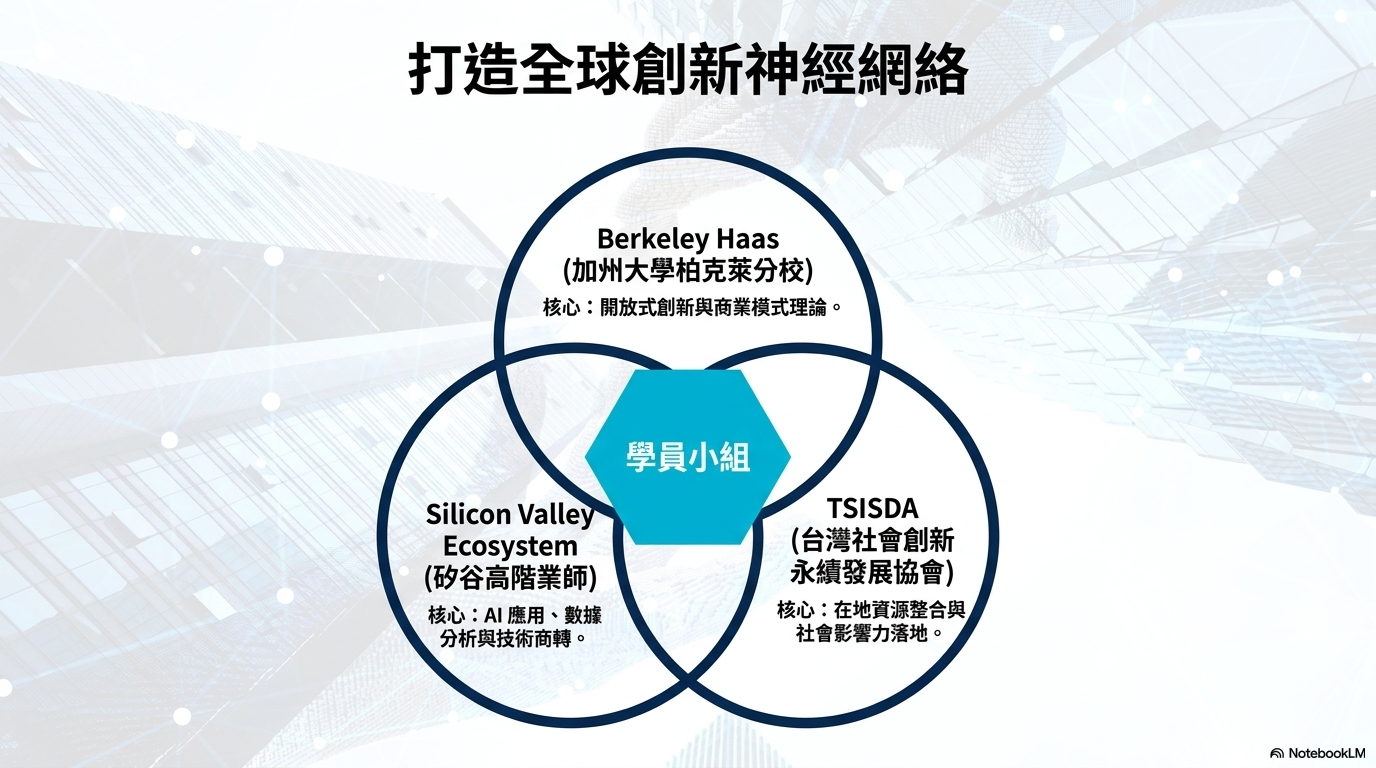 打造全球創新神經網絡
Berkeley Haas
(加州大學柏克萊分校)
核心：開放式創新與商業模式理論。
學員小組
Silicon Valley
Ecosystem
(矽谷高階業師)
核心：AI 應用、數據
分析與技術商轉。
TSISDA
(台灣社會創新
永續發展協會)
核心：在地資源整合與
社會影響力落地。
NotebookLM